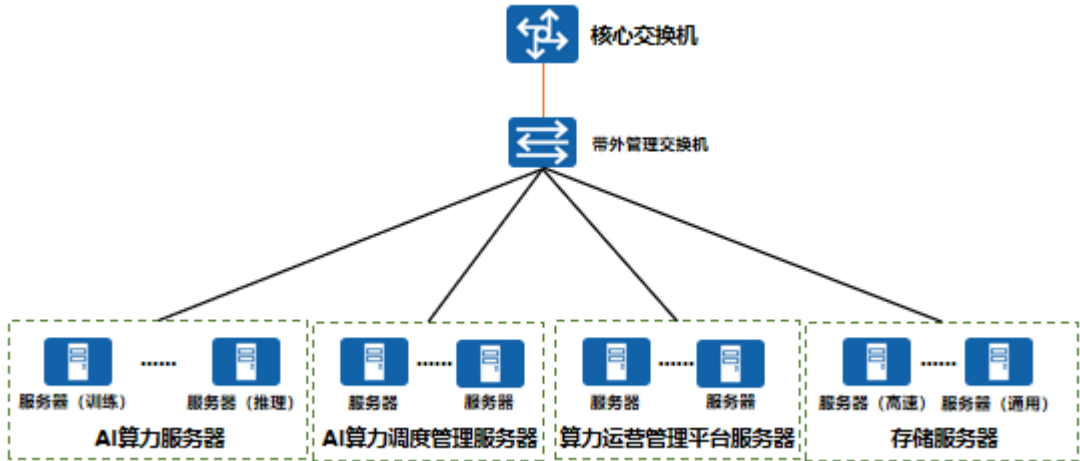 核心交换机
带外管理交换机
服务器（训练） …… 服务器（推理）
AI算力服务器
服务器 …… 服务器
AI算力调度管理服务器
服务器 …… 服务器
算力运营管理平台服务器
服务器（高速） …… 服务器（通用）
存储服务器